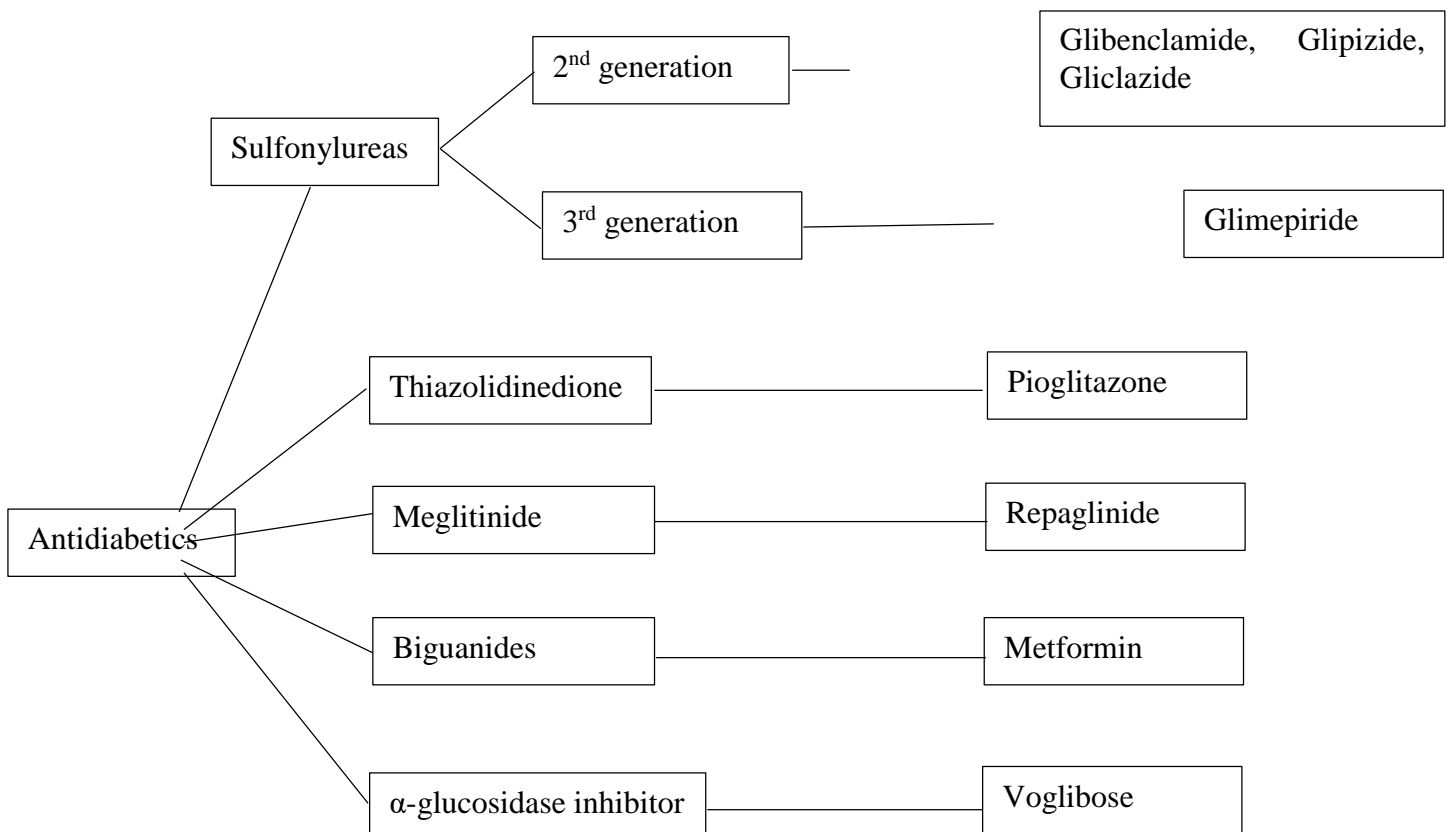 2nd generation
Glibenclamide, Glipizide,
Gliclazide
Sulfonylureas
3rd generation
Glimepiride
Thiazolidinedione
Pioglitazone
Antidiabetics
Meglitinide
Repaglinide
Biguanides
Metformin
α-glucosidase inhibitor
Voglibose